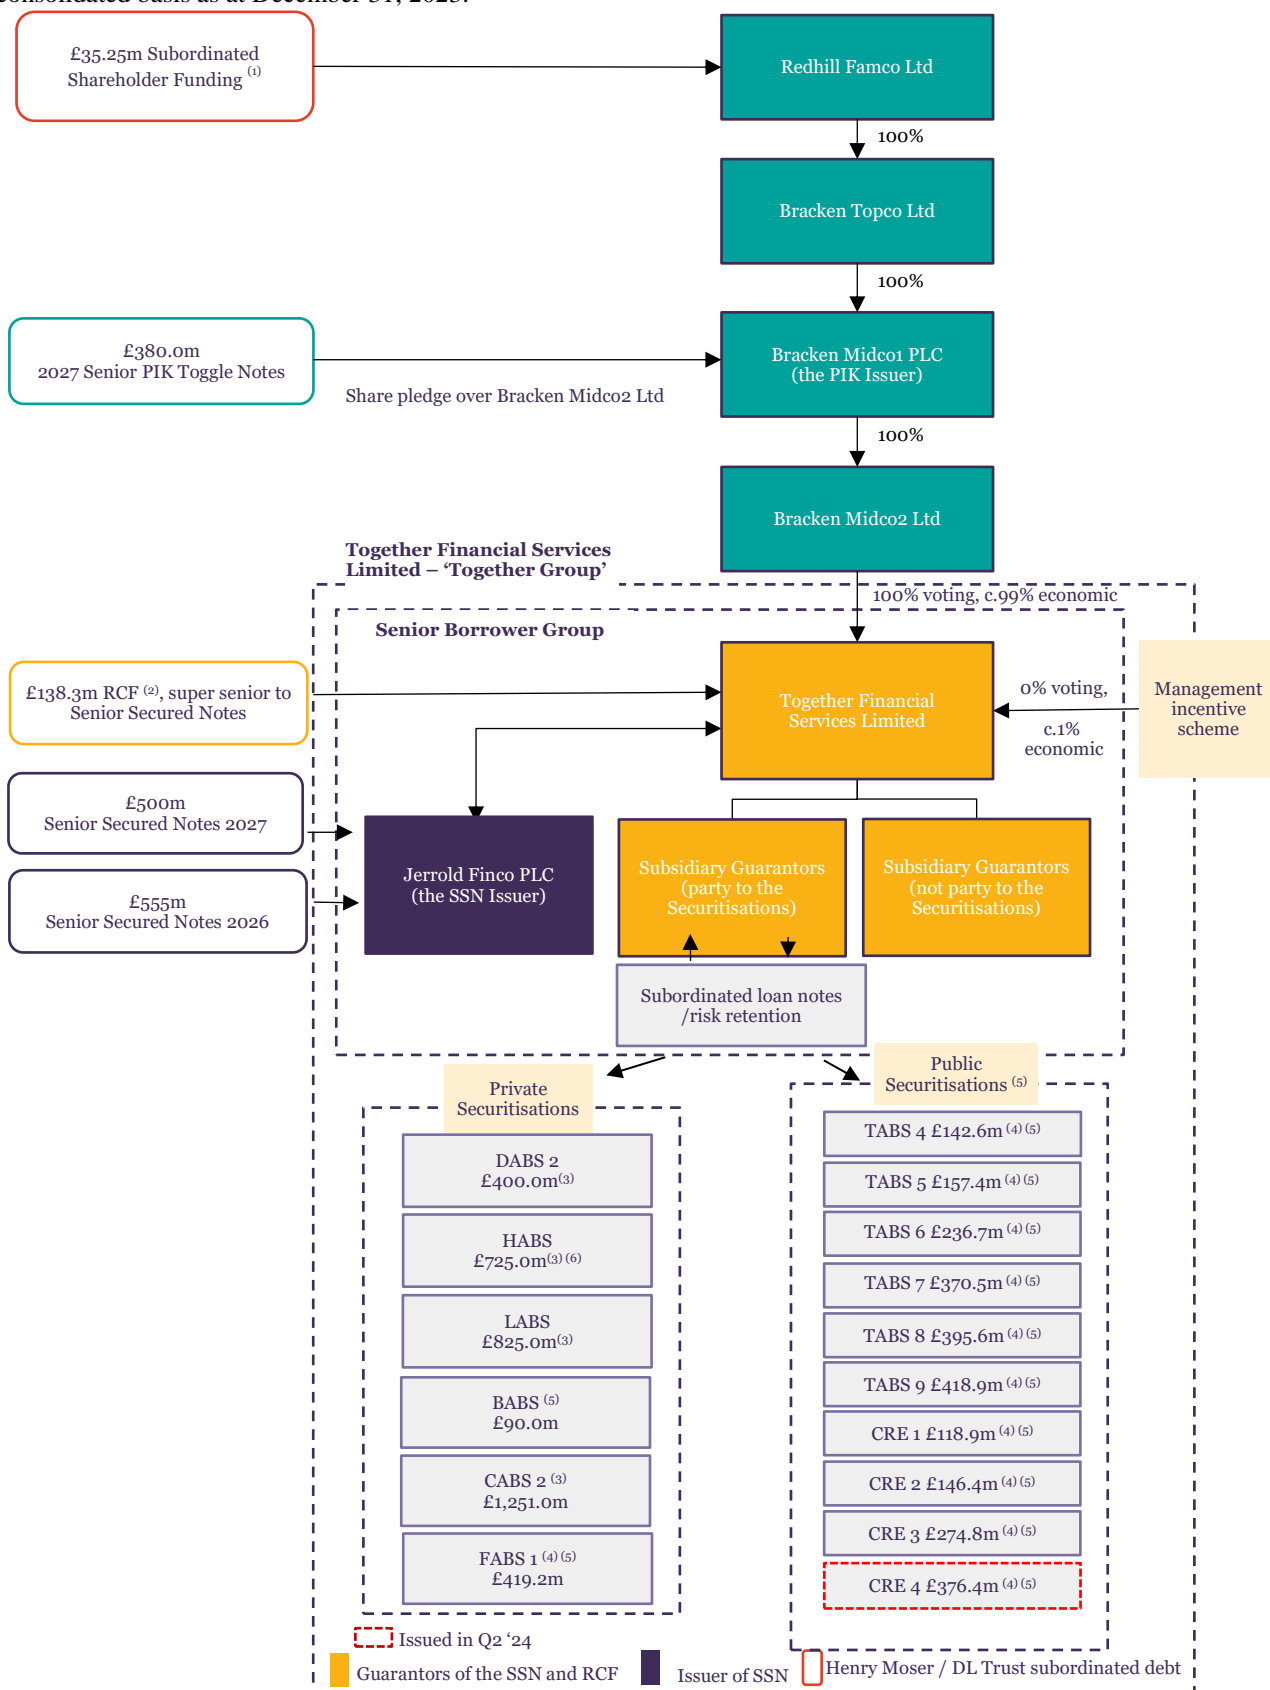 consolidated basis as at December 31, 2023.
£35.25m Subordinated
Shareholder Funding (1)
Redhill Famco Ltd
100%
Bracken Topco Ltd
100%
£380.0m
2027 Senior PIK Toggle Notes
Share pledge over Bracken Midco2 Ltd
Bracken Midco1 PLC
(the PIK Issuer)
100%
Bracken Midco2 Ltd
Together Financial Services
Limited – ‘Together Group’
100% voting, c.99% economic
Senior Borrower Group
£138.3m RCF (2), super senior to
Senior Secured Notes
Together Financial
Services Limited
0% voting,
c.1%
economic
Management
incentive
scheme
£500m
Senior Secured Notes 2027
£555m
Senior Secured Notes 2026
Jerrold Finco PLC
(the SSN Issuer)
Subsidiary Guarantors
(party to the
Securitisations)
Subsidiary Guarantors
(not party to the
Securitisations)
Subordinated loan notes
/risk retention
Private
Securitisations
DABS 2
£400.0m(3)
HABS
£725.0m(3) (6)
LABS
£825.0m(3)
BABS (5)
£90.0m
CABS 2 (3)
£1,251.0m
FABS 1 (4) (5)
£419.2m
Public
Securitisations (5)
TABS 4 £142.6m (4) (5)
TABS 5 £157.4m (4) (5)
TABS 6 £236.7m (4) (5)
TABS 7 £370.5m (4) (5)
TABS 8 £395.6m (4) (5)
TABS 9 £418.9m (4) (5)
CRE 1 £118.9m (4) (5)
CRE 2 £146.4m (4) (5)
CRE 3 £274.8m (4) (5)
CRE 4 £376.4m (4) (5)
Issued in Q2 ‘24
Guarantors of the SSN and RCF
Issuer of SSN
Henry Moser / DL Trust subordinated debt